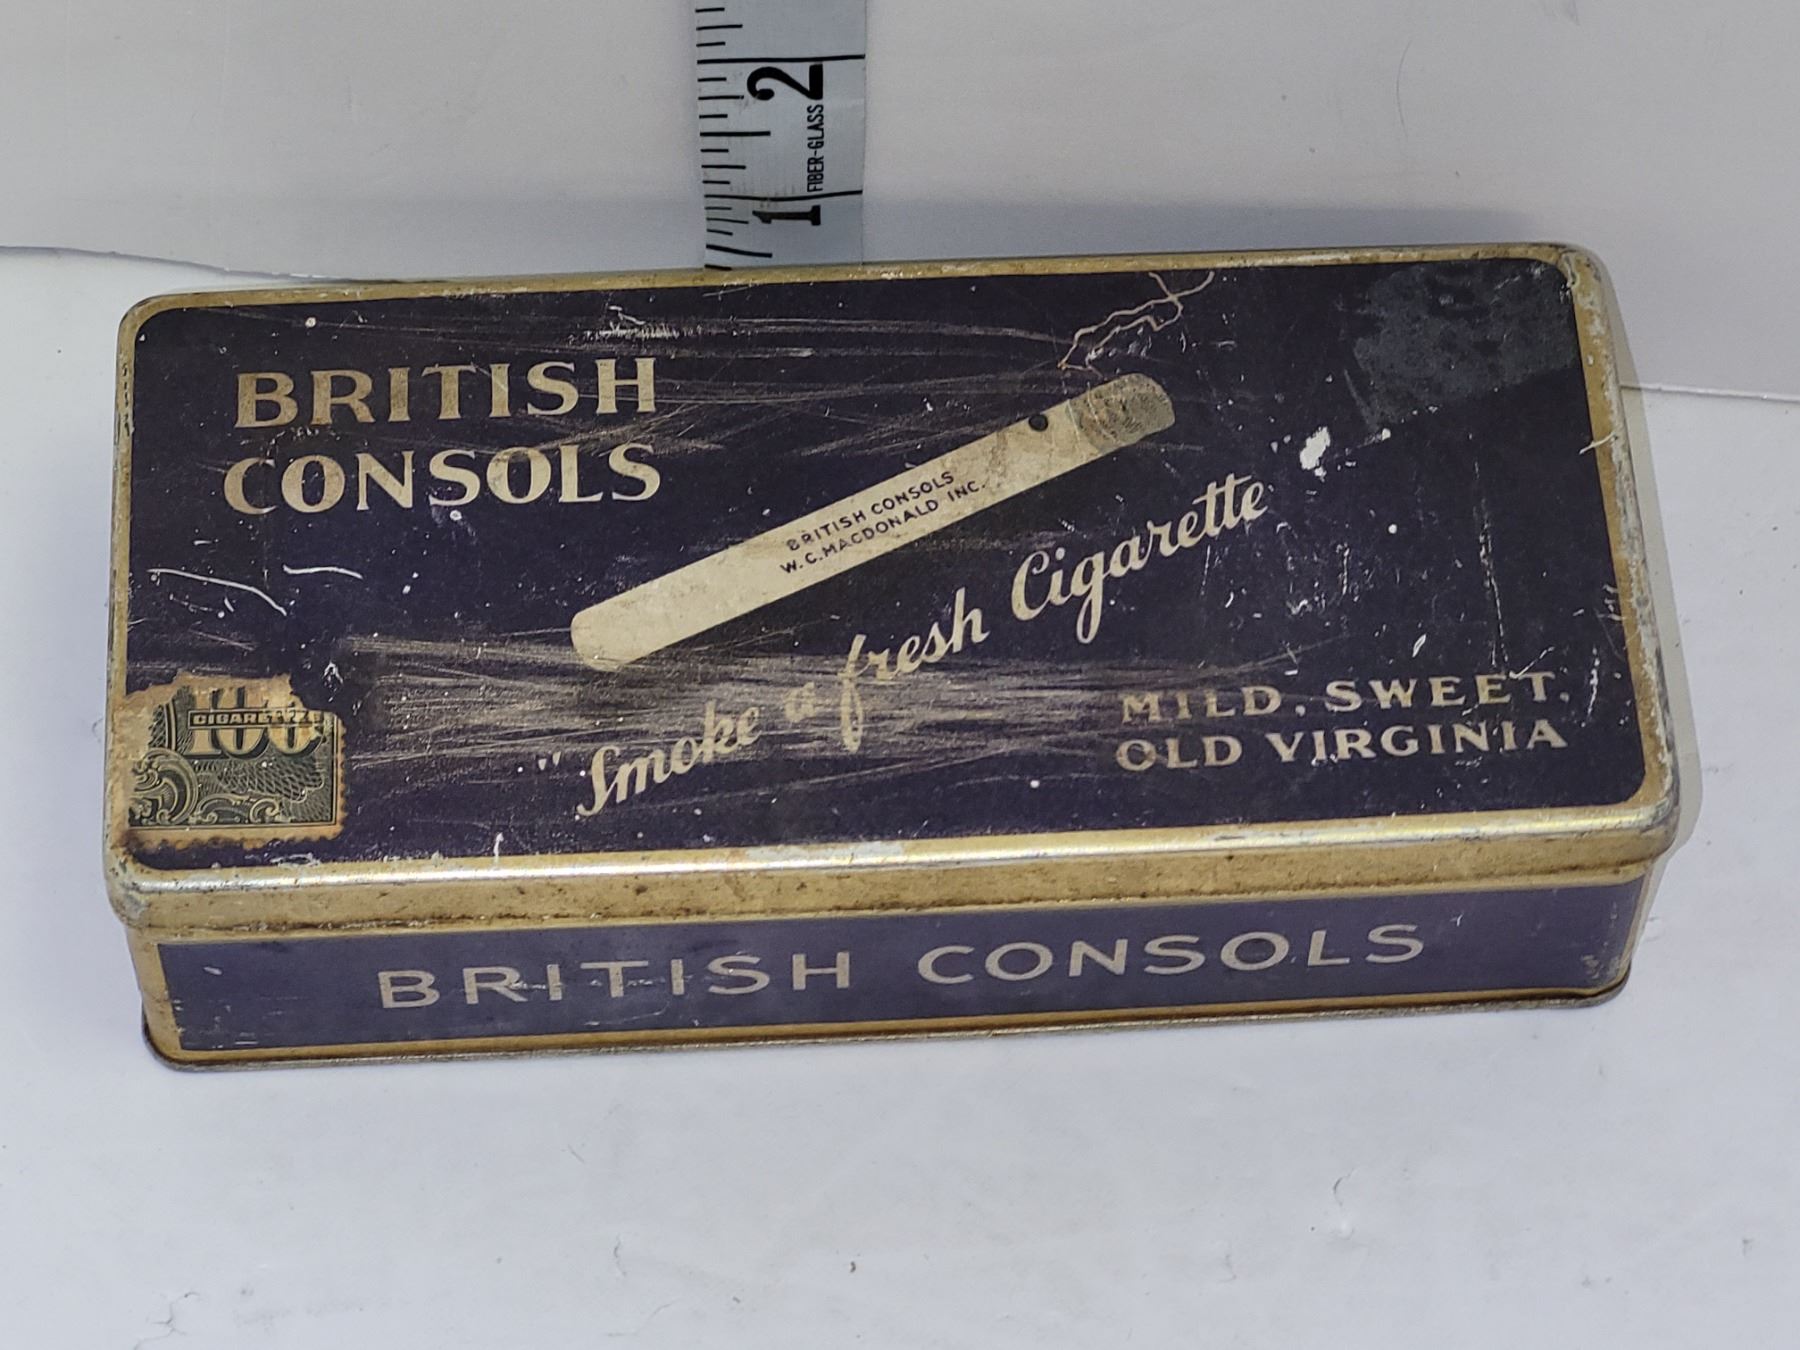 2
FIBER-GLASS
1
BRITISH
CONSOLS
BRITISH CONSOLS
W.C.MACDONALD INC.
"Smoke a fresh Cigarette
MILD, SWEET,
OLD VIRGINIA
100
CIGARETTES
BRITISH CONSOLS